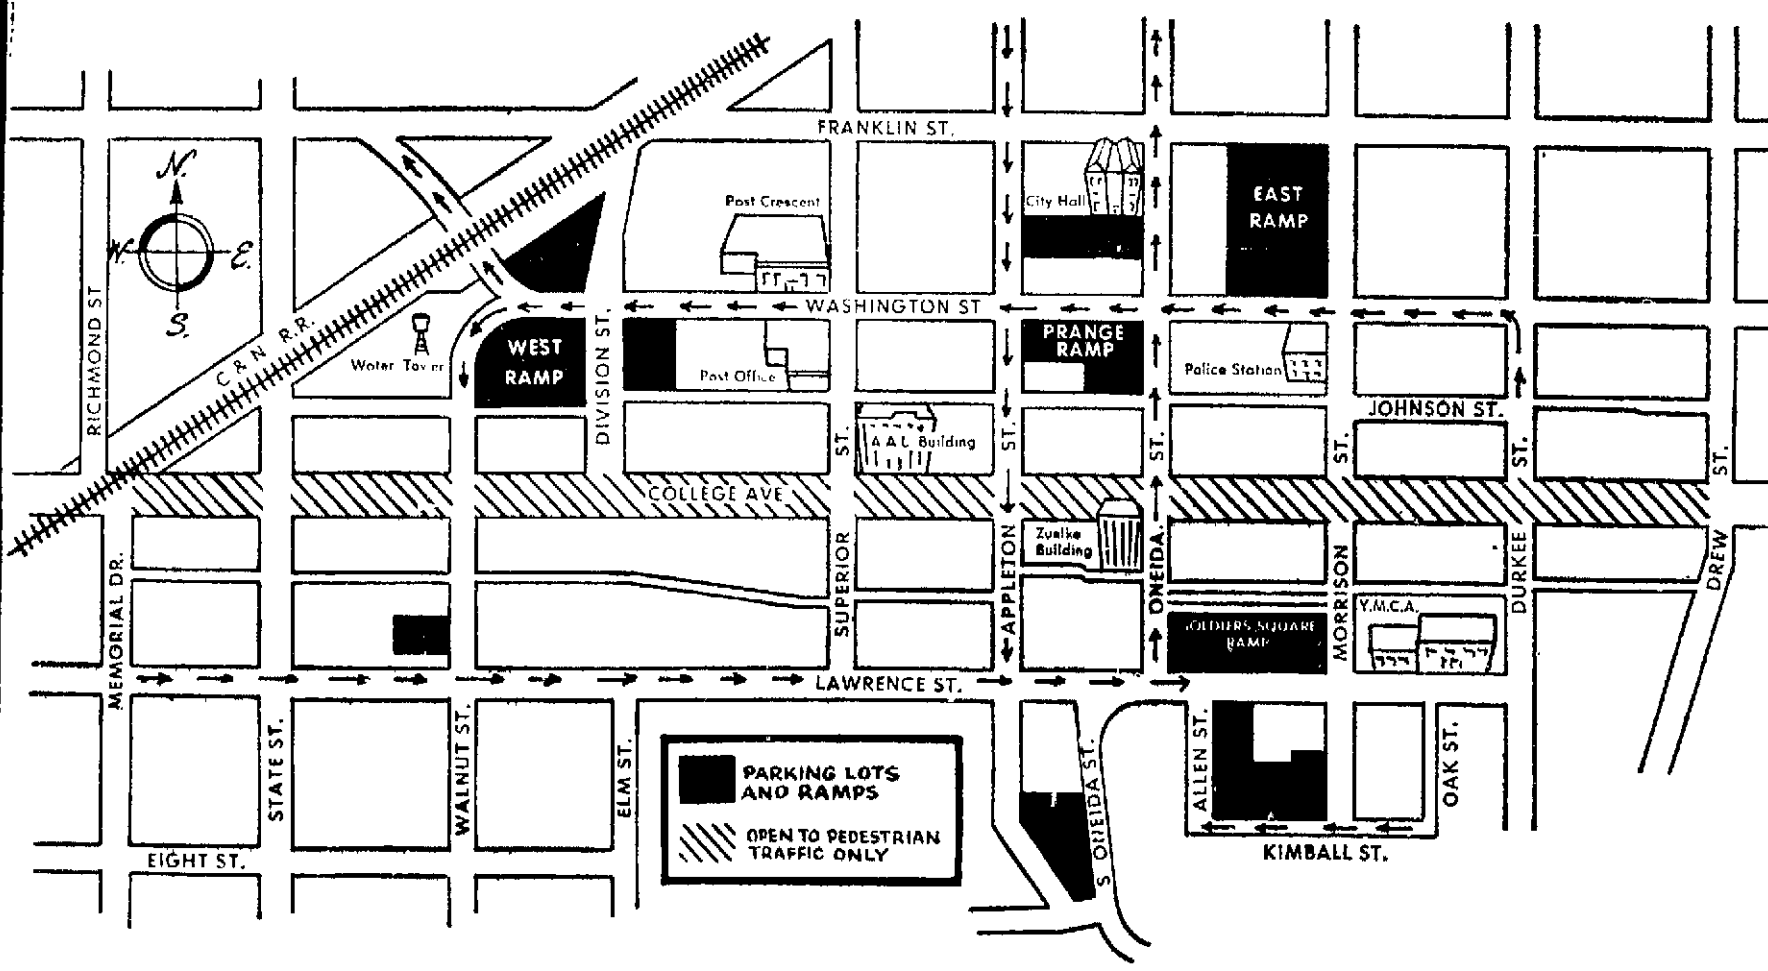 FRANKLIN ST.
N.
W.
E.
S.
Post Crescent
City Hall
EAST
RAMP
RICHMOND ST
C & N R.R.
WASHINGTON ST
Water Tower
WEST
RAMP
DIVISION ST.
Post Office
PRANGE
RAMP
Police Station
JOHNSON ST.
A A L Building
ST.
ST.
ST.
ST.
ST.
ST.
COLLEGE AVE
Zuelke
Building
SUPERIOR
APPLETON
ONEIDA
MORRISON
DURKEE
DREW
MEMORIAL DR.
SOLDIERS SQUARE
RAMP
Y.M.C.A.
LAWRENCE ST.
STATE ST.
WALNUT ST.
ELM ST.
S ONEIDA ST.
ALLEN ST.
OAK ST.
PARKING LOTS
AND RAMPS
OPEN TO PEDESTRIAN
TRAFFIC ONLY
EIGHT ST.
KIMBALL ST.